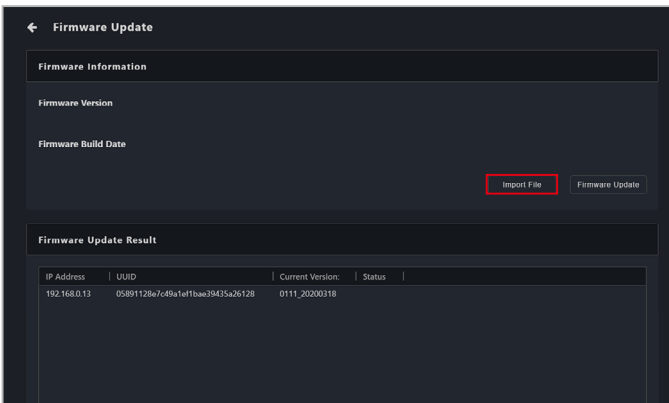 Firmware Update
Firmware Information
Firmware Version
Firmware Build Date
Import File Firmware Update
Firmware Update Result
IP Address UUID Current Version: Status
192.168.0.13 05891128e7c49a1ef1bae39435a26128 0111_20200318